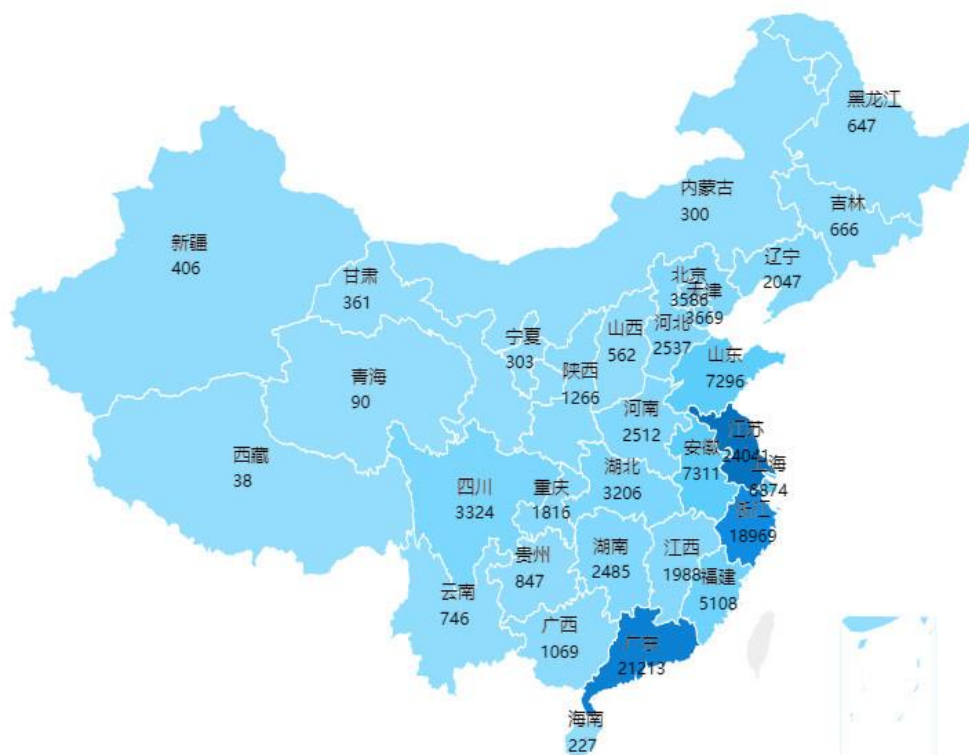 黑龙江
647
内蒙古
300
吉林
666
新疆
406
辽宁
2047
甘肃
361
北京
3586
天津
3669
宁夏
303
山西
562
河北
2537
山东
7296
陕西
1266
青海
90
河南
2512
江苏
24041
安徽
7311
西藏
38
湖北
3206
上海
6874
四川
3324
重庆
1816
浙江
18969
贵州
847
湖南
2485
江西
1988
福建
5108
云南
746
广西
1069
广东
21213
海南
227